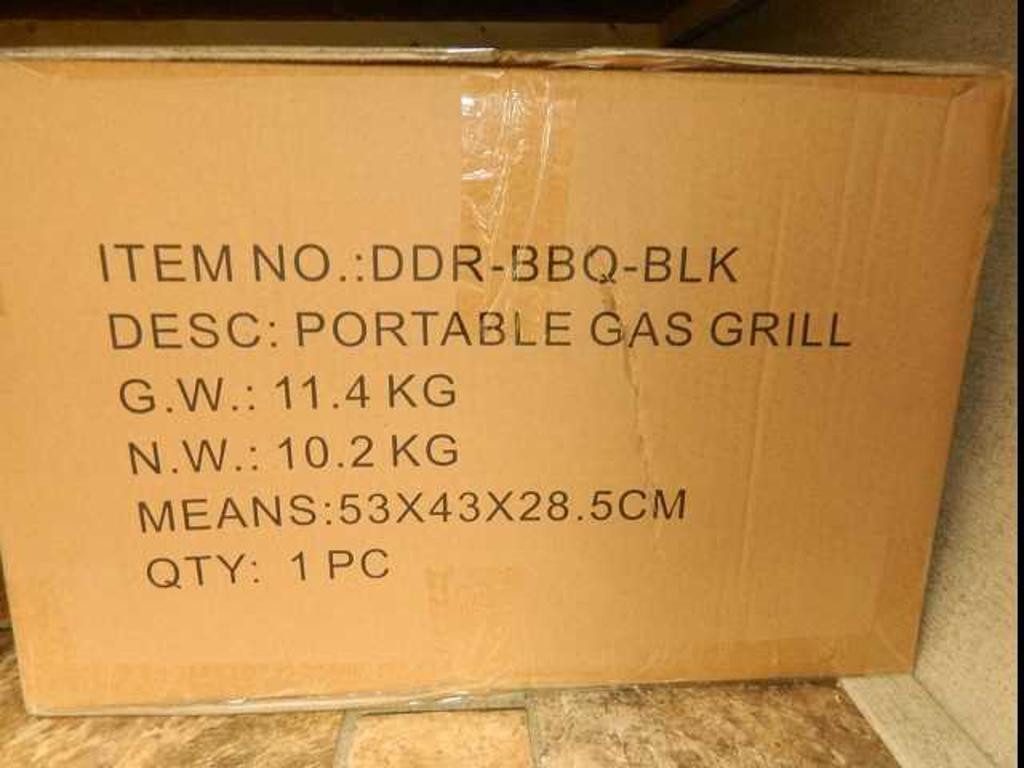 ITEM NO.:DDR-BBQ-BLK
DESC: PORTABLE GAS GRILL
G.W.: 11.4 KG
N.W.: 10.2 KG
MEANS:53X43X28.5CM
QTY: 1 PC